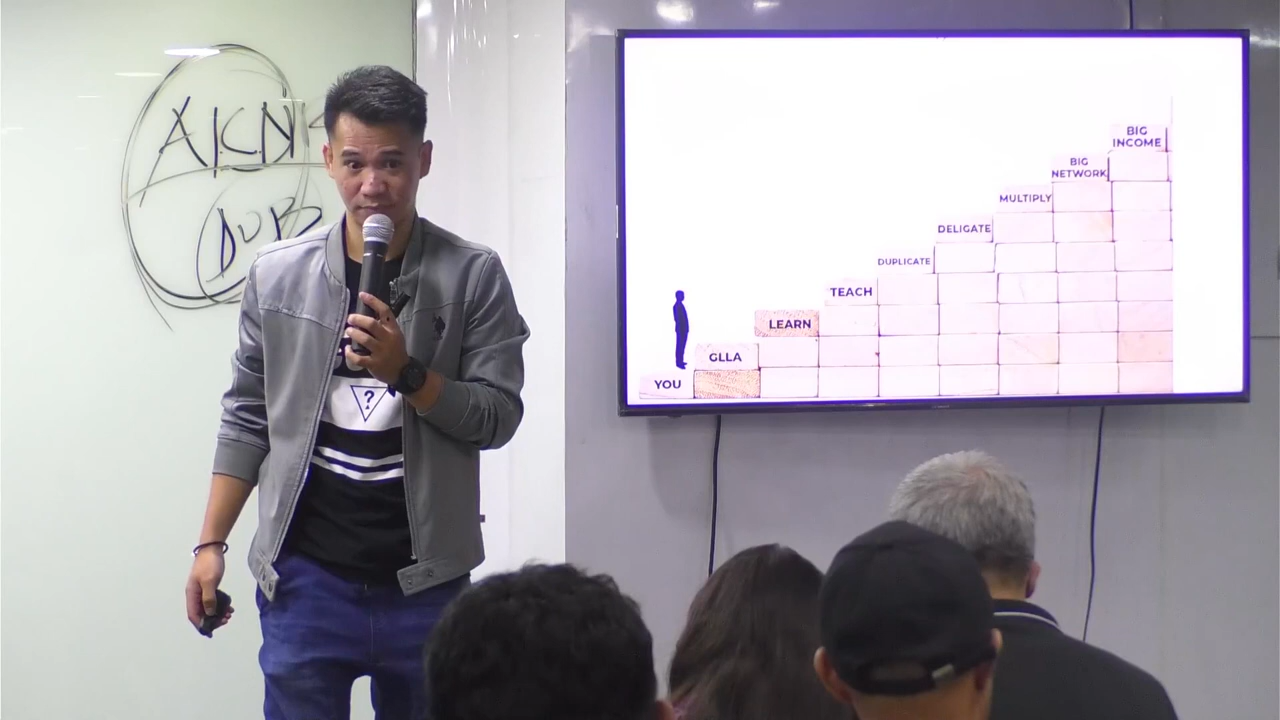 BIG
INCOME
BIG
NETWORK
MULTIPLY
DELIGATE
DUPLICATE
TEACH
LEARN
GLLA
YOU
?